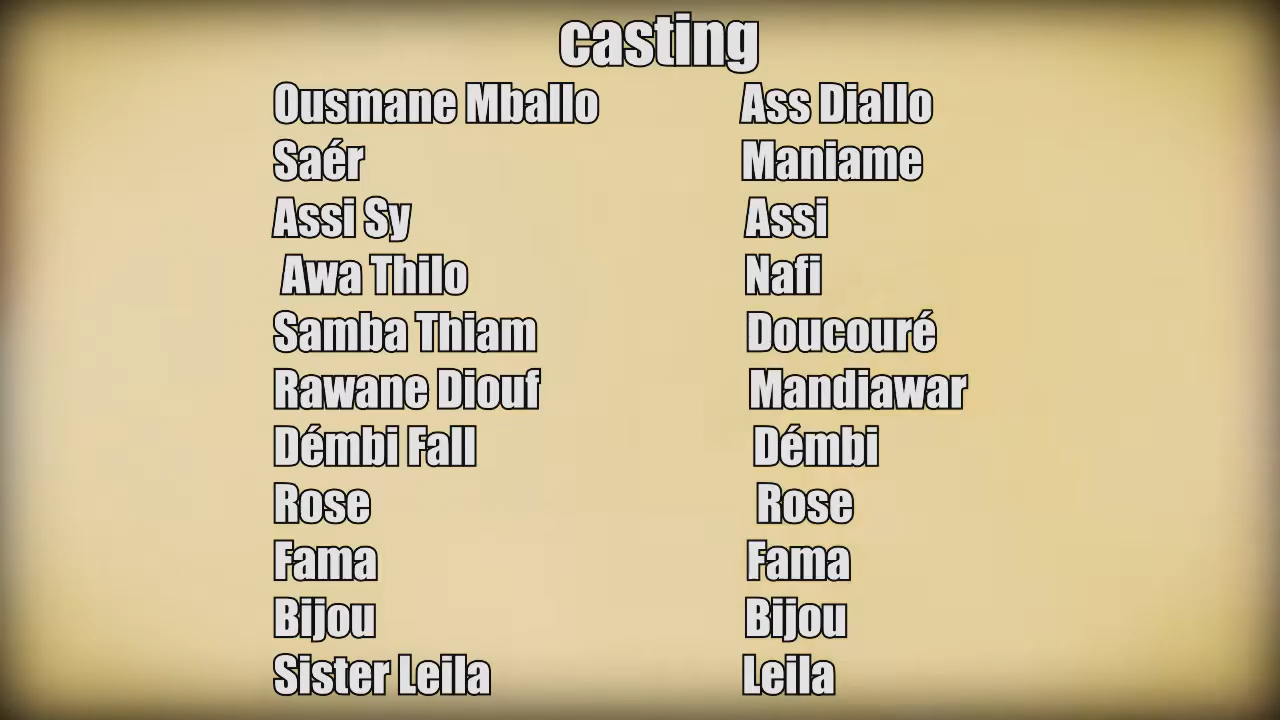 casting
Ousmane Mballo Ass Diallo
Saér Maniame
Assi Sy Assi
Awa Thilo Nafi
Samba Thiam Doucouré
Rawane Diouf Mandiawar
Démbi Fall Démbi
Rose Rose
Fama Fama
Bijou Bijou
Sister Leila Leila